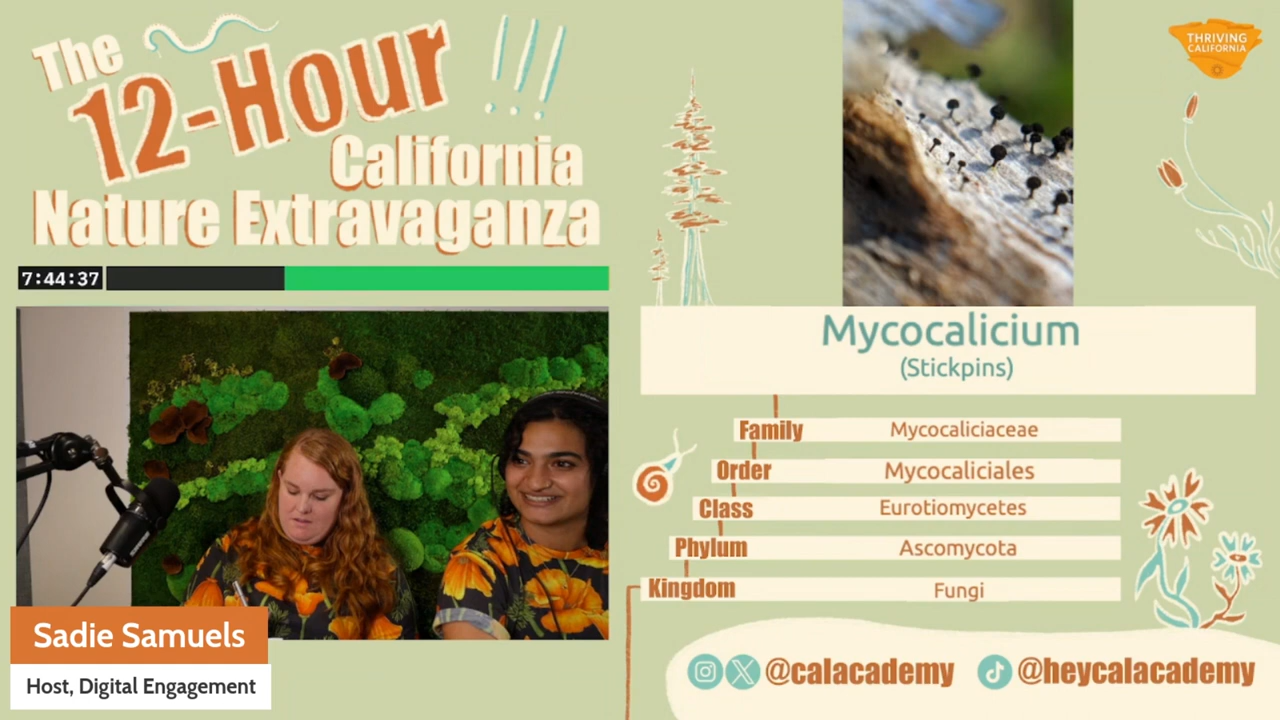 The
12-Hour !!!
California
Nature Extravaganza
7:44:37
Sadie Samuels
Host, Digital Engagement
THRIVING
CALIFORNIA
Mycocalicium
(Stickpins)
Family Mycocaliciaceae
Order Mycocaliciales
Class Eurotiomycetes
Phylum Ascomycota
Kingdom Fungi
@calacademy @heycalacademy